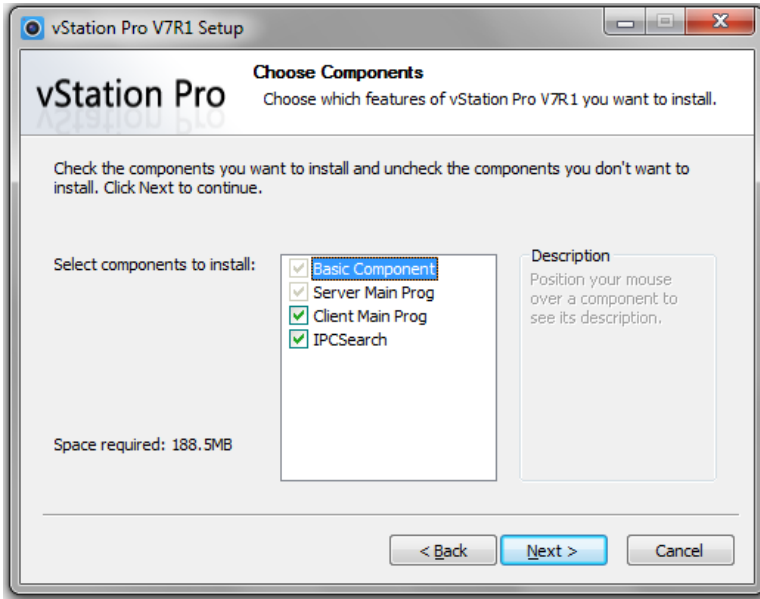 vStation Pro V7R1 Setup
vStation Pro
Choose Components
Choose which features of vStation Pro V7R1 you want to install.
Check the components you want to install and uncheck the components you don't want to
install. Click Next to continue.
Select components to install:
Basic Component
Server Main Prog
Client Main Prog
IPCSearch
Description
Position your mouse
over a component to
see its description.
Space required: 188.5MB
< Back
Next >
Cancel